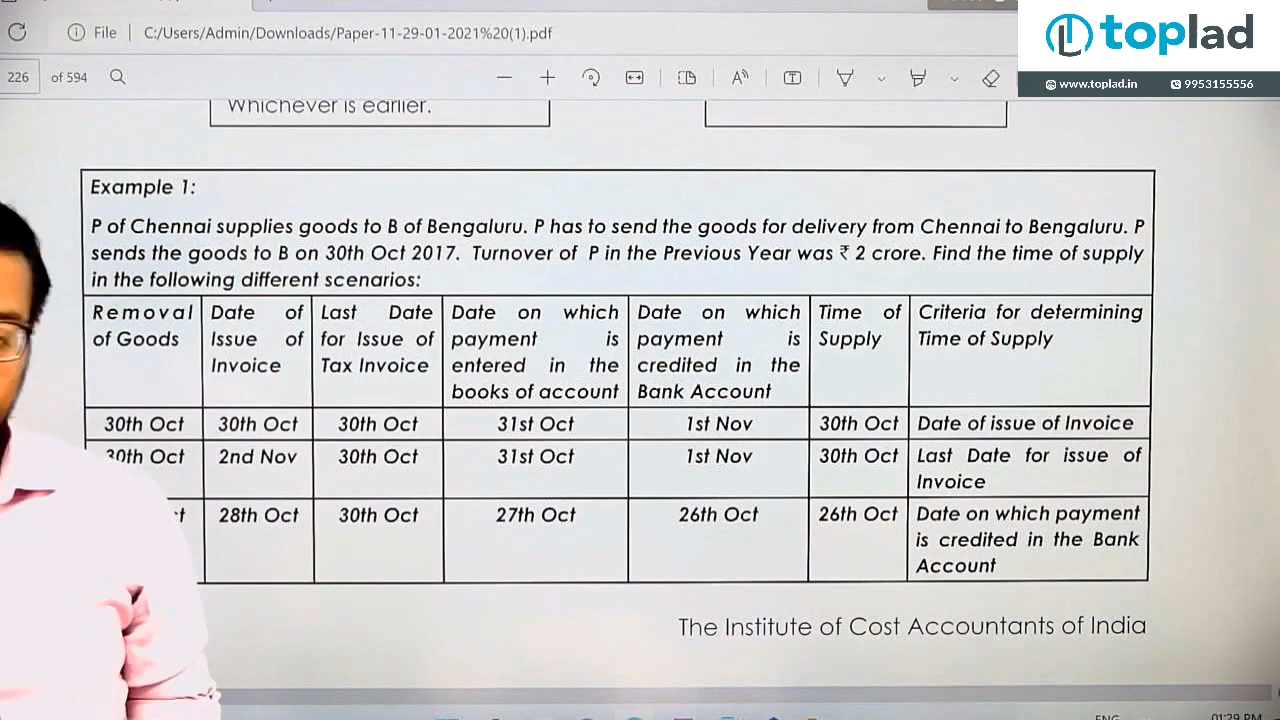 toplad
www.toplad.in 9953155556
File C:/Users/Admin/Downloads/Paper-11-29-01-2021%20(1).pdf
226 of 594
Whichever is earlier.
Example 1:
P of Chennai supplies goods to B of Bengaluru. P has to send the goods for delivery from Chennai to Bengaluru. P
sends the goods to B on 30th Oct 2017. Turnover of P in the Previous Year was ₹ 2 crore. Find the time of supply
in the following different scenarios:
Removal of Goods
Date of Issue of Invoice
Last Date for Issue of Tax Invoice
Date on which payment is entered in the books of account
Date on which payment is credited in the Bank Account
Time of Supply
Criteria for determining Time of Supply
30th Oct 30th Oct 30th Oct 31st Oct 1st Nov 30th Oct Date of issue of Invoice
30th Oct 2nd Nov 30th Oct 31st Oct 1st Nov 30th Oct Last Date for issue of
Invoice
28th Oct 30th Oct 27th Oct 26th Oct 26th Oct Date on which payment
is credited in the Bank
Account
The Institute of Cost Accountants of India
ENG 01:29 PM